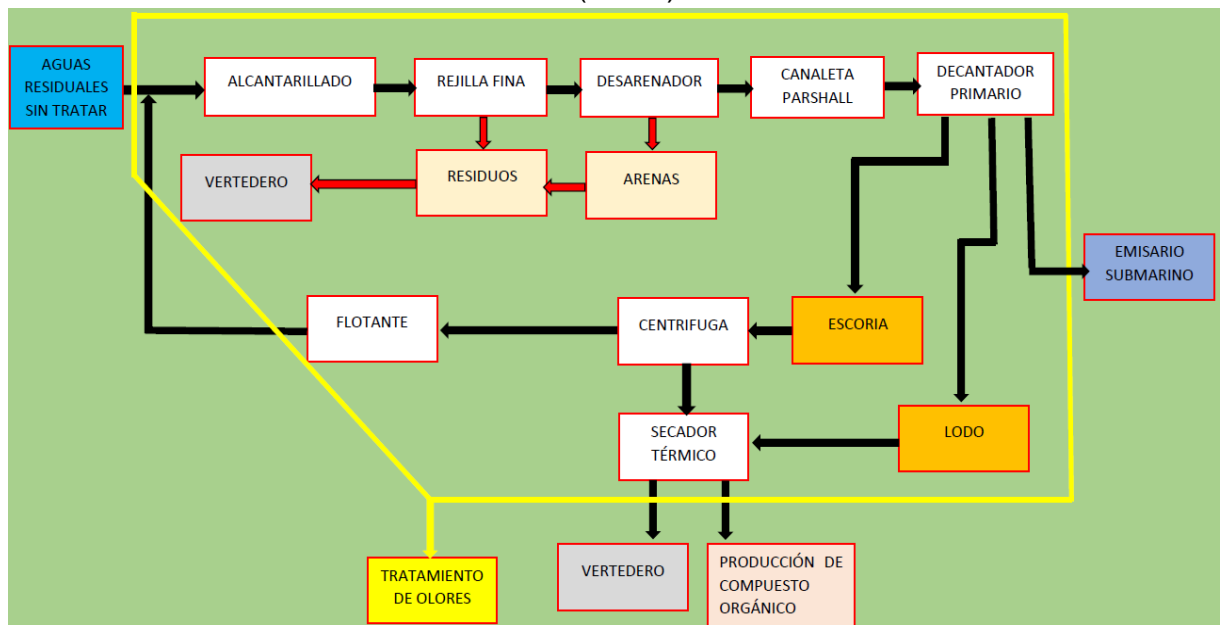 AGUAS
RESIDUALES
SIN TRATAR
ALCANTARILLADO
REJILLA FINA
DESARENADOR
CANALETA
PARSHALL
DECANTADOR
PRIMARIO
VERTEDERO
RESIDUOS
ARENAS
EMISARIO
SUBMARINO
FLOTANTE
CENTRIFUGA
ESCORIA
SECADOR
TÉRMICO
LODO
TRATAMIENTO
DE OLORES
VERTEDERO
PRODUCCIÓN DE
COMPUESTO
ORGÁNICO